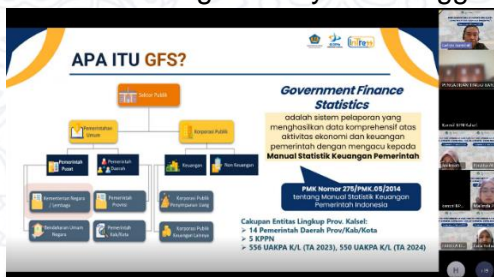 APA ITU GFS?
InTress
Sektor Publik
Pemerintahan
Umum
Korporasi Publik
Pemerintah
Pusat
Pemerintah
Daerah
Keuangan
Non Keuangan
Kementerian Negara
/ Lembaga
Pemerintah
Provinsi
Korporasi Publik
Penyimpanan Uang
Bendahara Umum
Negara
Pemerintah
Kab/Kota
Korporasi Publik
Keuangan Lainnya
Government Finance
Statistics
adalah sistem pelaporan yang
menghasilkan data komprehensif atas
aktivitas ekonomi dan keuangan
pemerintah dengan mengacu kepada
Manual Statistik Keuangan Pemerintah
PMK Nomor 275/PMK.05/2014
tentang Manual Statistik Keuangan
Pemerintah Indonesia
Cakupan Entitas Lingkup Prov. Kalsel:
➢ 14 Pemerintah Daerah Prov/Kab/Kota
➢ 5 KPPN
➢ 556 UAKPA K/L (TA 2023), 550 UAKPA K/L (TA 2024)
H